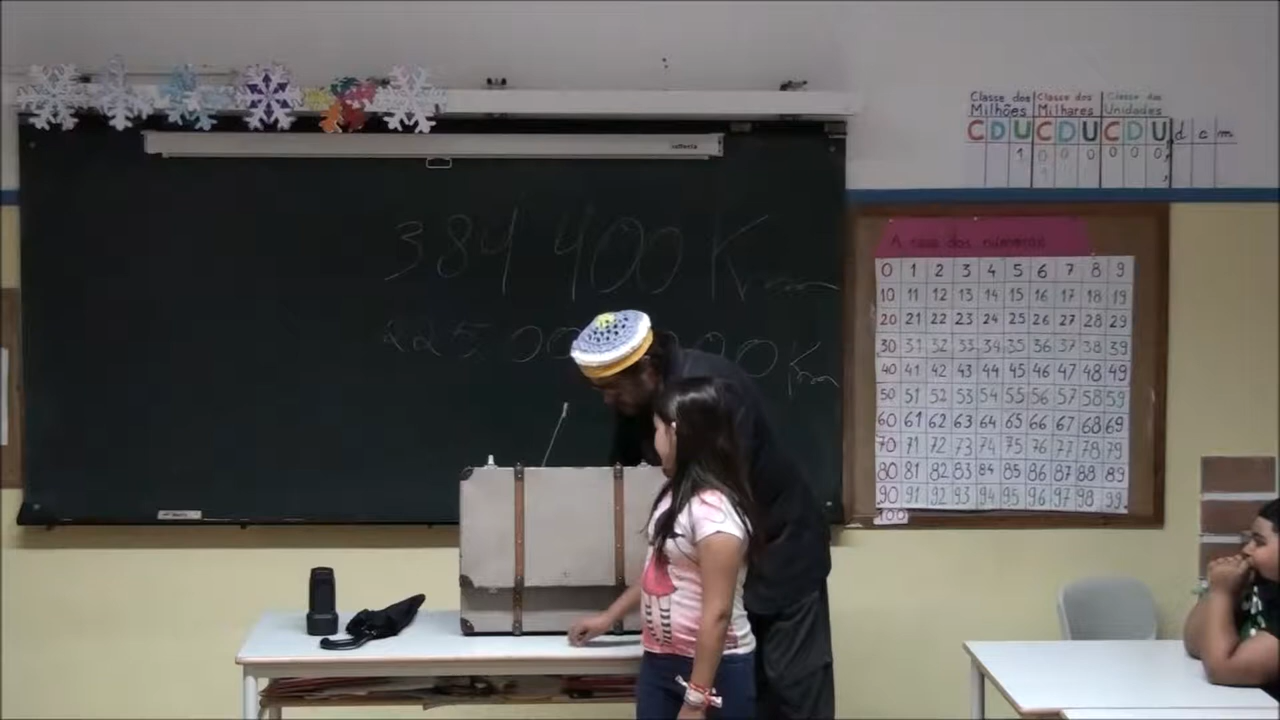 reflecta
384 400 Km
Km
Classe dos Classe dos Classe das
Milhões Milhares Unidades
C D U C D U C D U d c m
1 0 0 0 0 0 0,
A casa dos números
0 1 2 3 4 5 6 7 8 9
10 11 12 13 14 15 16 17 18 19
20 21 22 23 24 25 26 27 28 29
30 31 32 33 34 35 36 37 38 39
40 41 42 43 44 45 46 47 48 49
50 51 52 53 54 55 56 57 58 59
60 61 62 63 64 65 66 67 68 69
70 71 72 73 74 75 76 77 78 79
80 81 82 83 84 85 86 87 88 89
90 91 92 93 94 95 96 97 98 99
100